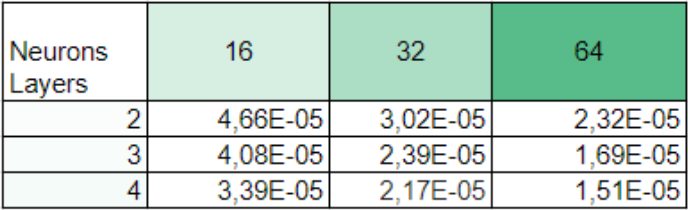 Neurons
Layers 16 32 64
2 4,66E-05 3,02E-05 2,32E-05
3 4,08E-05 2,39E-05 1,69E-05
4 3,39E-05 2,17E-05 1,51E-05